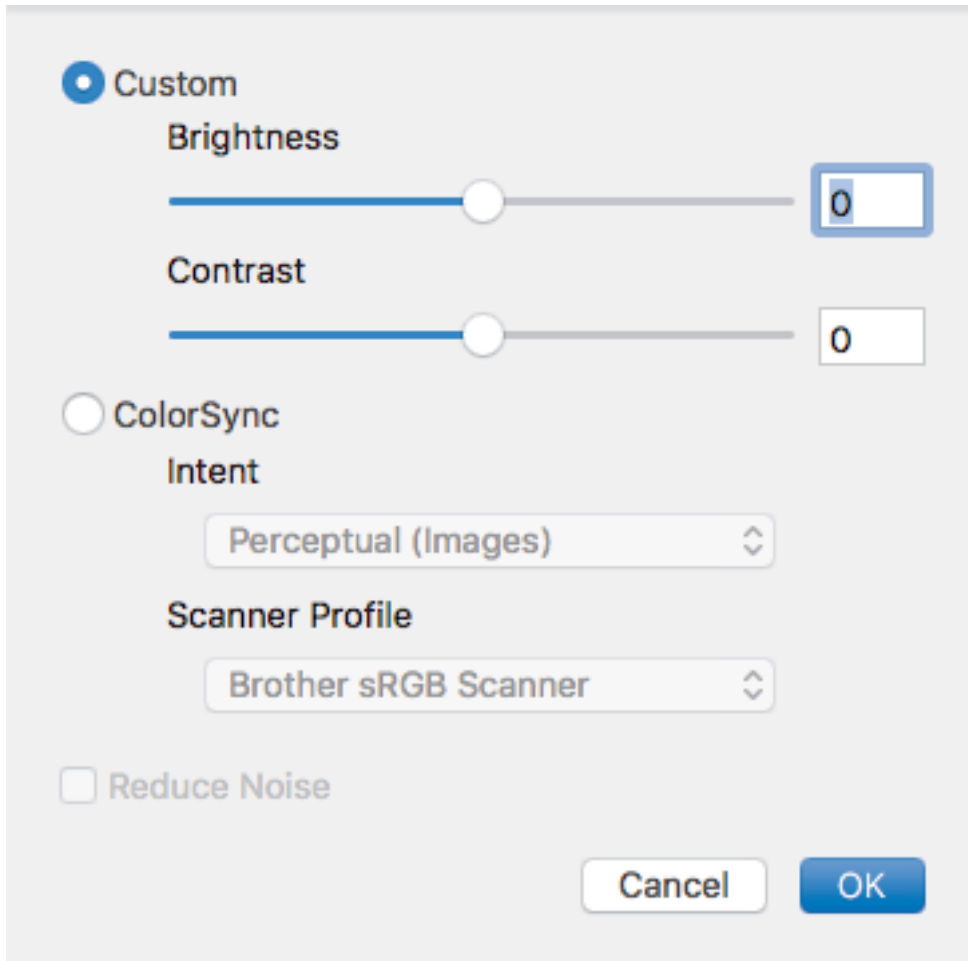 Custom
Brightness
0
Contrast
0
ColorSync
Intent
Perceptual (Images)
Scanner Profile
Brother sRGB Scanner
Reduce Noise
Cancel OK